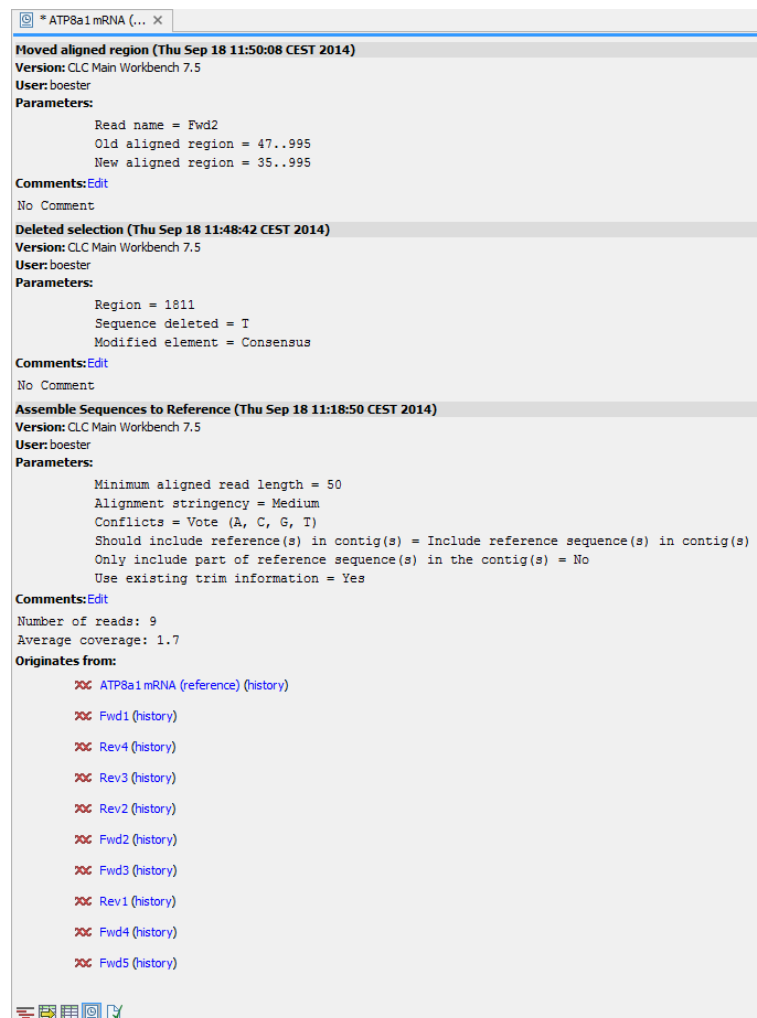 * ATP8a1 mRNA (...
Moved aligned region (Thu Sep 18 11:50:08 CEST 2014)
Version: CLC Main Workbench 7.5
User: boester
Parameters:
Read name = Fwd2
Old aligned region = 47..995
New aligned region = 35..995
Comments: Edit
No Comment
Deleted selection (Thu Sep 18 11:48:42 CEST 2014)
Version: CLC Main Workbench 7.5
User: boester
Parameters:
Region = 1811
Sequence deleted = T
Modified element = Consensus
Comments: Edit
No Comment
Assemble Sequences to Reference (Thu Sep 18 11:18:50 CEST 2014)
Version: CLC Main Workbench 7.5
User: boester
Parameters:
Minimum aligned read length = 50
Alignment stringency = Medium
Conflicts = Vote (A, C, G, T)
Should include reference(s) in contig(s) = Include reference sequence(s) in contig(s)
Only include part of reference sequence(s) in the contig(s) = No
Use existing trim information = Yes
Comments: Edit
Number of reads: 9
Average coverage: 1.7
Originates from:
ATP8a1 mRNA (reference) (history)
Fwd1 (history)
Rev4 (history)
Rev3 (history)
Rev2 (history)
Fwd2 (history)
Fwd3 (history)
Rev1 (history)
Fwd4 (history)
Fwd5 (history)